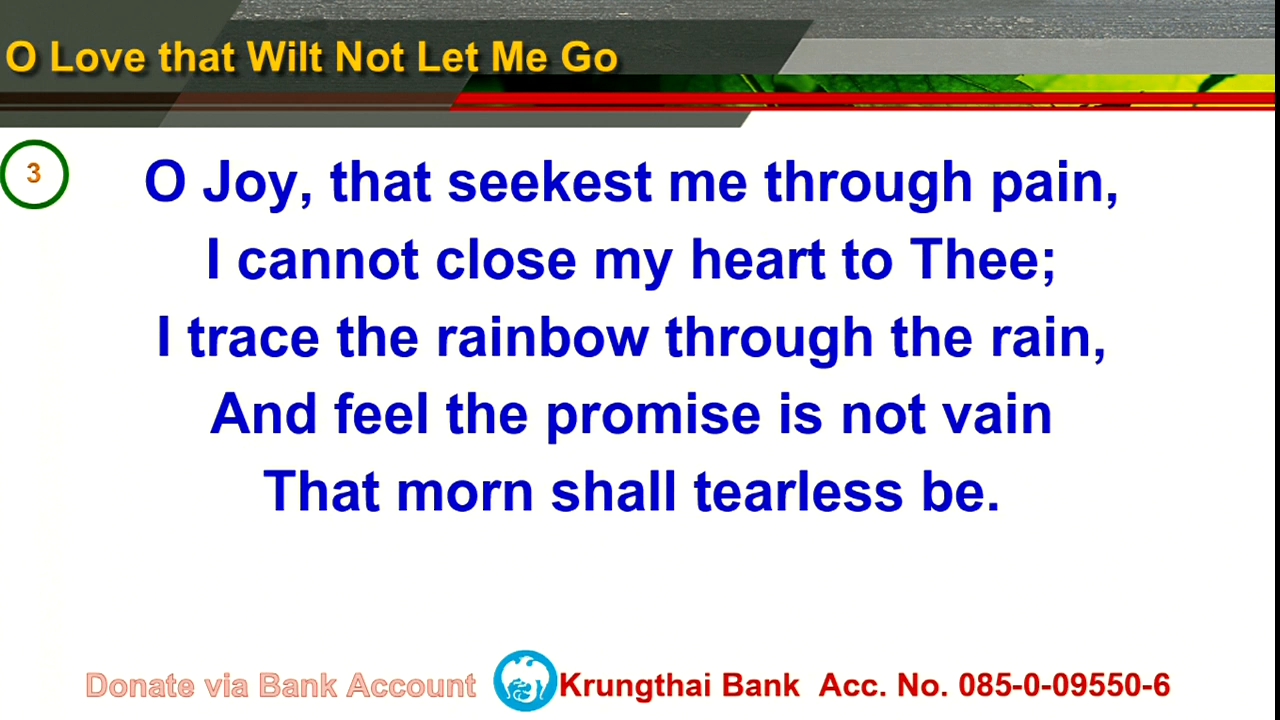 O Love that Wilt Not Let Me Go
3
O Joy, that seekest me through pain,
I cannot close my heart to Thee;
I trace the rainbow through the rain,
And feel the promise is not vain
That morn shall tearless be.
Donate via Bank Account Krungthai Bank Acc. No. 085-0-09550-6